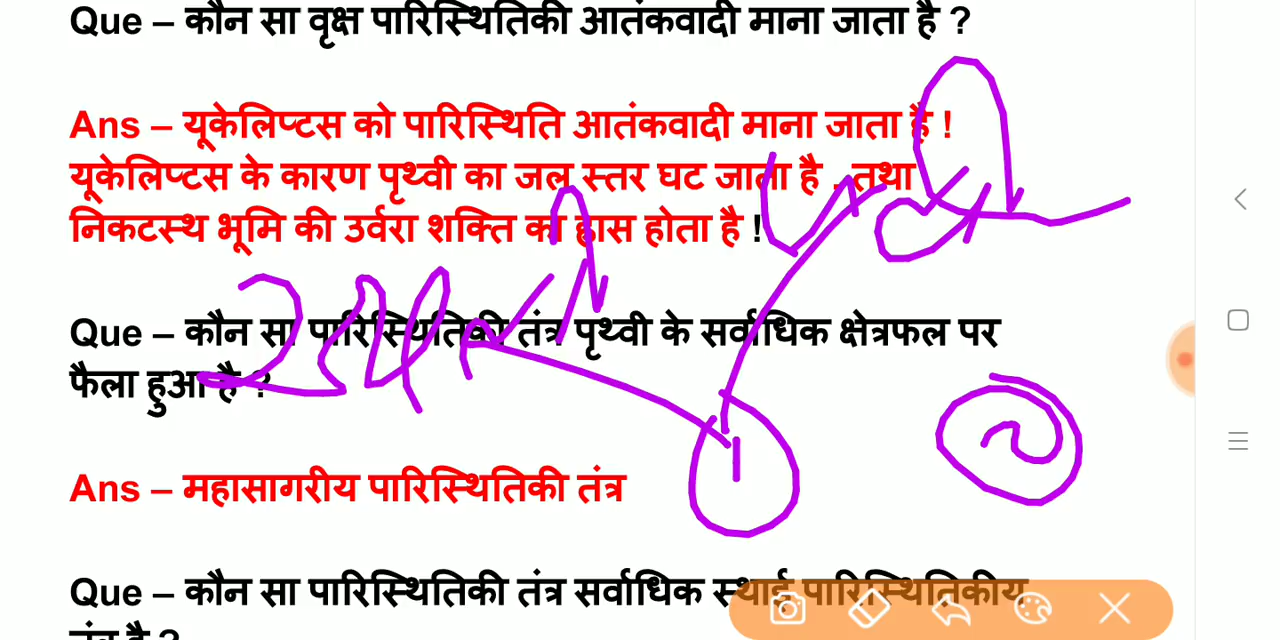 Que – कौन सा वृक्ष पारिस्थितिकी आतंकवादी माना जाता है ?
Ans – यूकेलिप्टस को पारिस्थिति आतंकवादी माना जाता है !
यूकेलिप्टस के कारण पृथ्वी का जल स्तर घट जाता है , तथा
निकटस्थ भूमि की उर्वरा शक्ति का ह्रास होता है !
Que – कौन सा पारिस्थितिकी तंत्र पृथ्वी के सर्वाधिक क्षेत्रफल पर
फैला हुआ है ?
Ans – महासागरीय पारिस्थितिकी तंत्र
Que – कौन सा पारिस्थितिकी तंत्र सर्वाधिक स्थाई पारिस्थितिकीय
तंत्र है ?